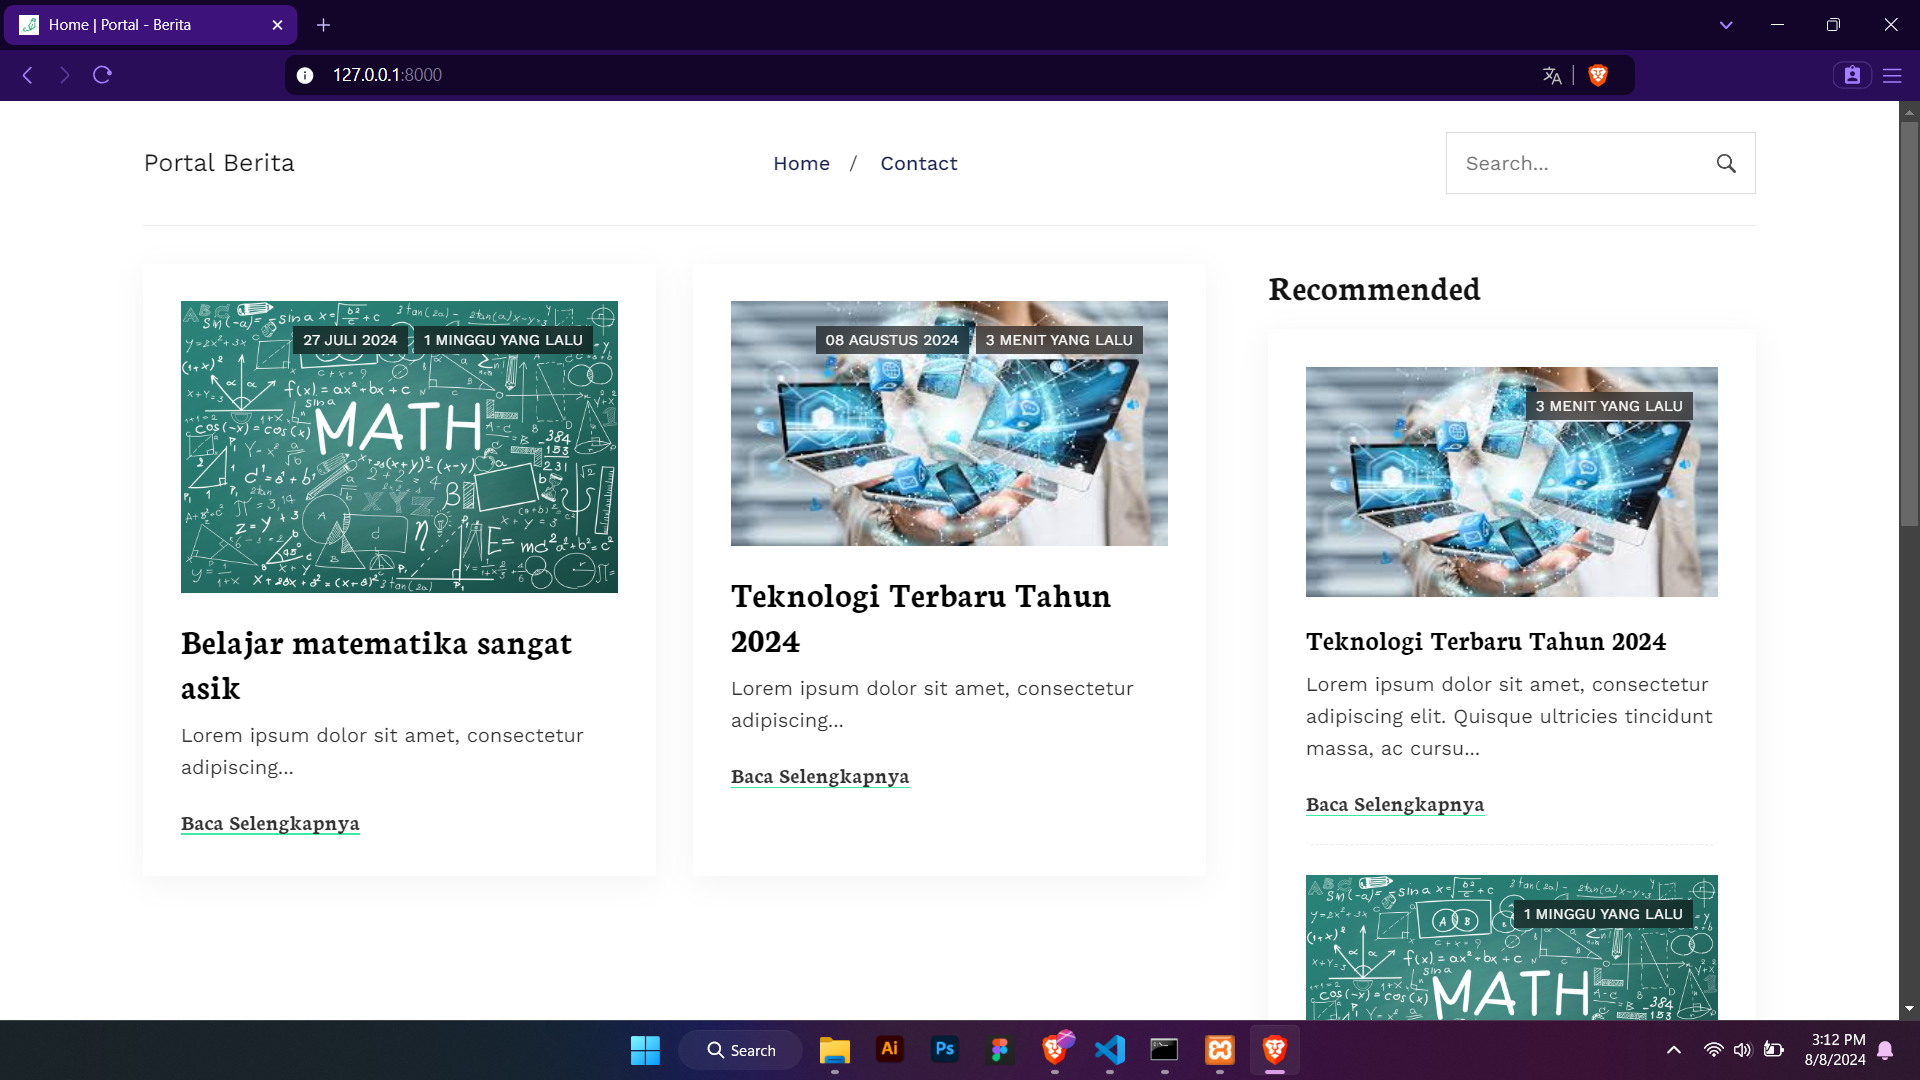 Home | Portal - Berita
127.0.0.1:8000
Portal Berita
Home / Contact
Search...
27 JULI 2024
1 MINGGU YANG LALU
MATH
Belajar matematika sangat
asik
Lorem ipsum dolor sit amet, consectetur
adipiscing...
Baca Selengkapnya
08 AGUSTUS 2024
3 MENIT YANG LALU
Teknologi Terbaru Tahun
2024
Lorem ipsum dolor sit amet, consectetur
adipiscing...
Baca Selengkapnya
Recommended
3 MENIT YANG LALU
Teknologi Terbaru Tahun 2024
Lorem ipsum dolor sit amet, consectetur
adipiscing elit. Quisque ultricies tincidunt
massa, ac cursu...
Baca Selengkapnya
1 MINGGU YANG LALU
MATH
Search
Ai
Ps
3:12 PM
8/8/2024